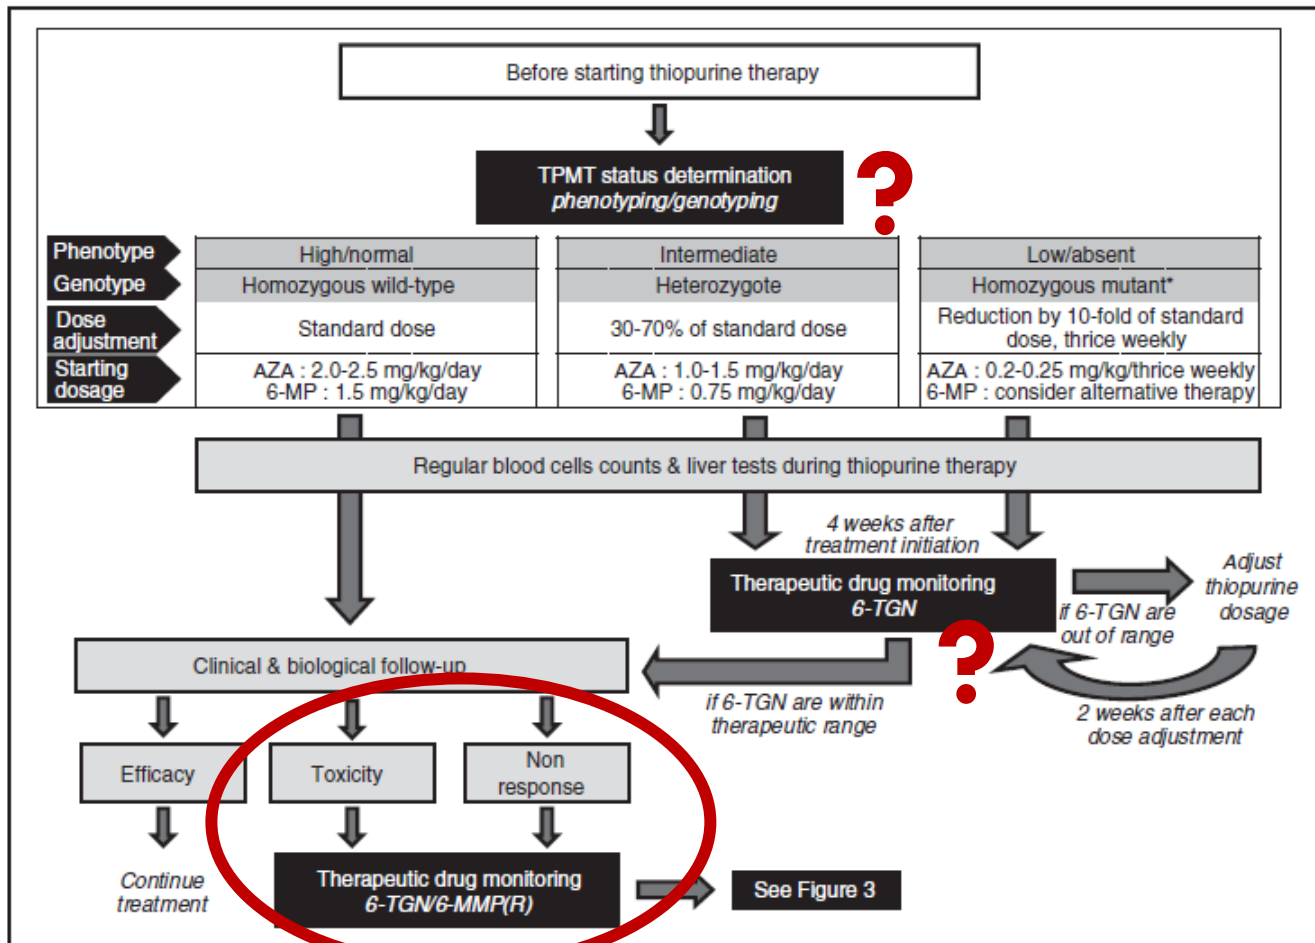 Before starting thiopurine therapy
TPMT status determination
phenotyping/genotyping
?
Phenotype
High/normal
Intermediate
Low/absent
Genotype
Homozygous wild-type
Heterozygote
Homozygous mutant*
Dose
adjustment
Standard dose
30-70% of standard dose
Reduction by 10-fold of standard
dose, thrice weekly
Starting
dosage
AZA : 2.0-2.5 mg/kg/day
6-MP : 1.5 mg/kg/day
AZA : 1.0-1.5 mg/kg/day
6-MP : 0.75 mg/kg/day
AZA : 0.2-0.25 mg/kg/thrice weekly
6-MP : consider alternative therapy
Regular blood cells counts & liver tests during thiopurine therapy
4 weeks after
treatment initiation
Therapeutic drug monitoring
6-TGN
if 6-TGN are
out of range
Adjust
thiopurine
dosage
?
2 weeks after each
dose adjustment
if 6-TGN are within
therapeutic range
Clinical & biological follow-up
Efficacy
Toxicity
Non
response
Continue
treatment
Therapeutic drug monitoring
6-TGN/6-MMP(R)
See Figure 3